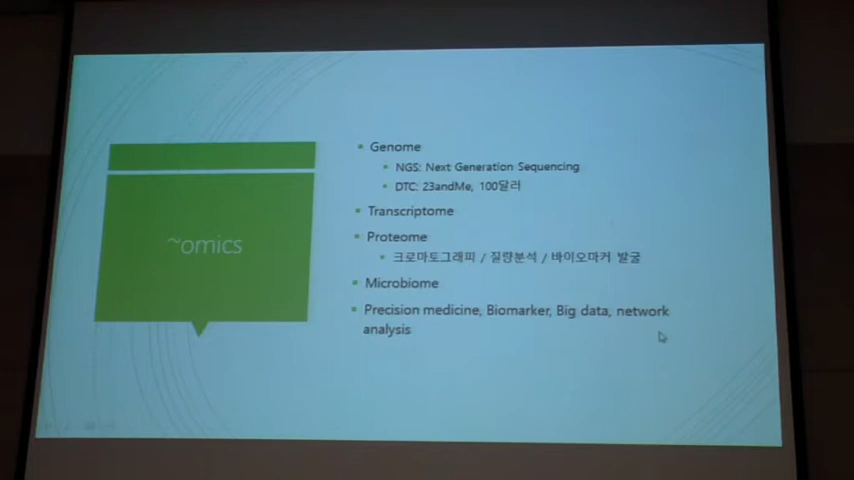 ~omics
Genome
NGS: Next Generation Sequencing
DTC: 23andMe, 100달러
Transcriptome
Proteome
크로마토그래피 / 질량분석 / 바이오마커 발굴
Microbiome
Precision medicine, Biomarker, Big data, network
analysis